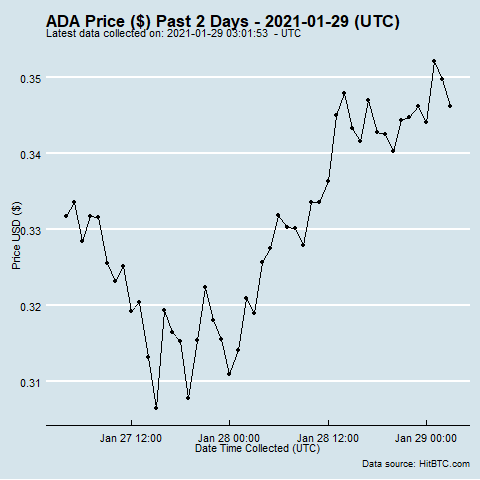 ADA Price ($) Past 2 Days - 2021-01-29 (UTC)
Latest data collected on: 2021-01-29 03:01:53 - UTC
0.35
0.34
0.33
0.32
0.31
Price USD ($)
Jan 27 12:00 Jan 28 00:00 Jan 28 12:00 Jan 29 00:00
Date Time Collected (UTC)
Data source: HitBTC.com